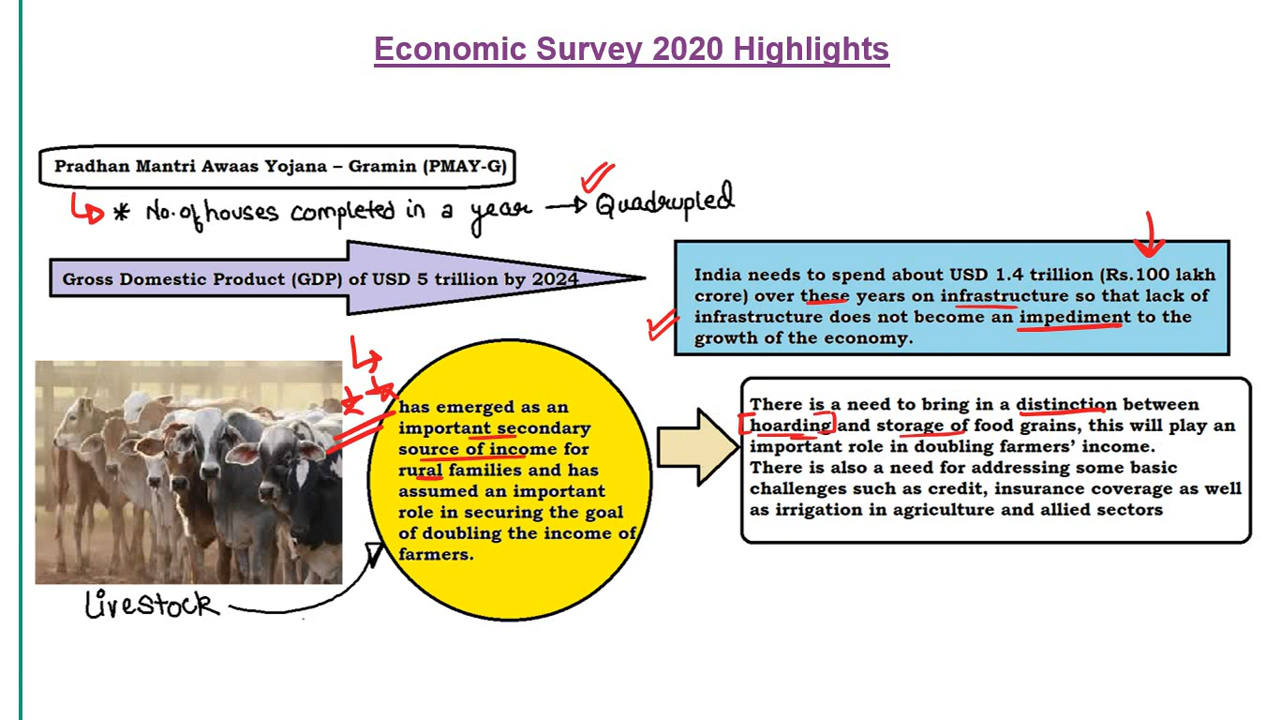 Economic Survey 2020 Highlights
Pradhan Mantri Awaas Yojana – Gramin (PMAY-G)
* No. of houses completed in a year → Quadrupled
Gross Domestic Product (GDP) of USD 5 trillion by 2024
India needs to spend about USD 1.4 trillion (Rs.100 lakh
crore) over these years on infrastructure so that lack of
infrastructure does not become an impediment to the
growth of the economy.
has emerged as an
important secondary
source of income for
rural families and has
assumed an important
role in securing the goal
of doubling the income of
farmers.
Livestock
There is a need to bring in a distinction between
hoarding and storage of food grains, this will play an
important role in doubling farmers' income.
There is also a need for addressing some basic
challenges such as credit, insurance coverage as well
as irrigation in agriculture and allied sectors